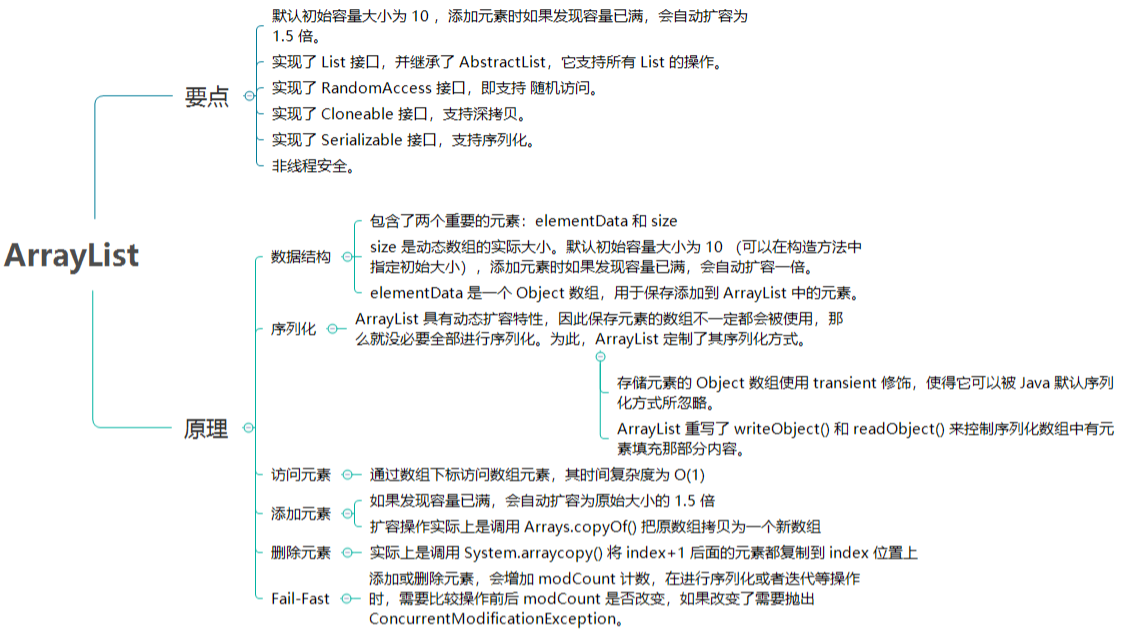 ArrayList
要点
默认初始容量大小为 10 ，添加元素时如果发现容量已满，会自动扩容为
1.5 倍。
实现了 List 接口，并继承了 AbstractList，它支持所有 List 的操作。
实现了 RandomAccess 接口，即支持 随机访问。
实现了 Cloneable 接口，支持深拷贝。
实现了 Serializable 接口，支持序列化。
非线程安全。
原理
数据结构
包含了两个重要的元素：elementData 和 size
size 是动态数组的实际大小。默认初始容量大小为 10 （可以在构造方法中
指定初始大小），添加元素时如果发现容量已满，会自动扩容一倍。
elementData 是一个 Object 数组，用于保存添加到 ArrayList 中的元素。
序列化
ArrayList 具有动态扩容特性，因此保存元素的数组不一定都会被使用，那
么就没必要全部进行序列化。为此，ArrayList 定制了其序列化方式。
存储元素的 Object 数组使用 transient 修饰，使得它可以被 Java 默认序列
化方式所忽略。
ArrayList 重写了 writeObject() 和 readObject() 来控制序列化数组中有元
素填充那部分内容。
访问元素
通过数组下标访问数组元素，其时间复杂度为 O(1)
添加元素
如果发现容量已满，会自动扩容为原始大小的 1.5 倍
扩容操作实际上是调用 Arrays.copyOf() 把原数组拷贝为一个新数组
删除元素
实际上是调用 System.arraycopy() 将 index+1 后面的元素都复制到 index 位置上
Fail-Fast
添加或删除元素，会增加 modCount 计数，在进行序列化或者迭代等操作
时，需要比较操作前后 modCount 是否改变，如果改变了需要抛出
ConcurrentModificationException。